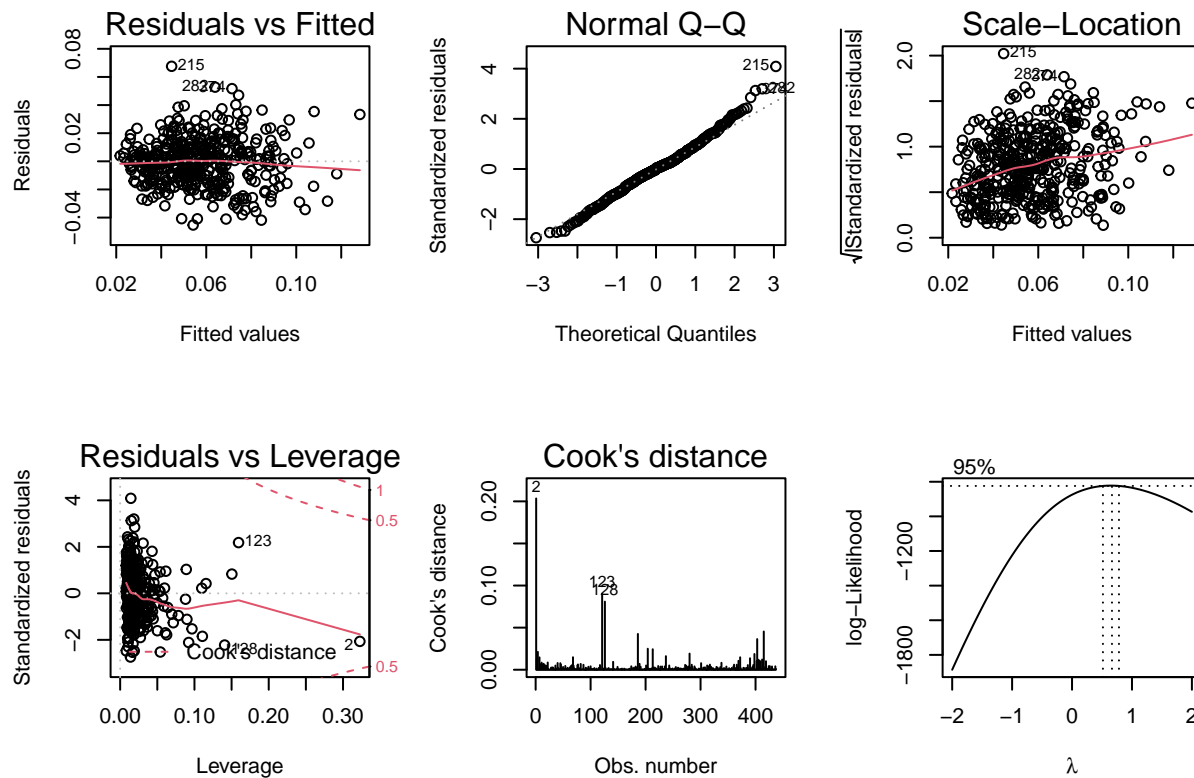 Residuals vs Fitted
Residuals
0.08
0.02
−0.04
215
0.02 0.06 0.10
Fitted values
Normal Q−Q
Standardized residuals
4
2
0
−2
215
−3 −2 −1 0 1 2 3
Theoretical Quantiles
Scale−Location
√|Standardized residuals|
2.0
1.0
0.0
215
0.02 0.06 0.10
Fitted values
Residuals vs Leverage
Standardized residuals
4
2
0
−2
1
0.5
123
128
2
Cook's distance
0.5
0.00 0.10 0.20 0.30
Leverage
Cook's distance
Cook's distance
0.20
0.10
0.00
2
123
128
0 100 200 300 400
Obs. number
95%
log−Likelihood
−1200
−1800
−2 −1 0 1 2
λ